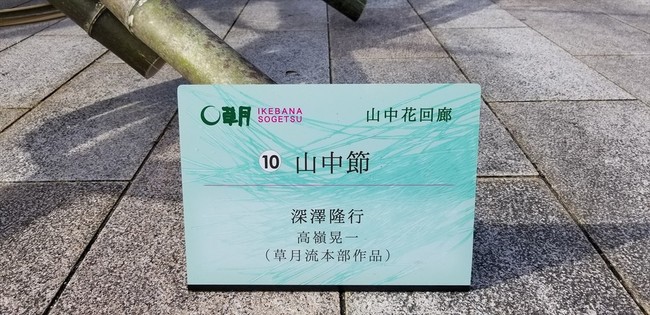 草月 IKEBANA
SOGETSU
山中花回廊
10 山中節
深澤隆行
高嶺晃一
(草月流本部作品)